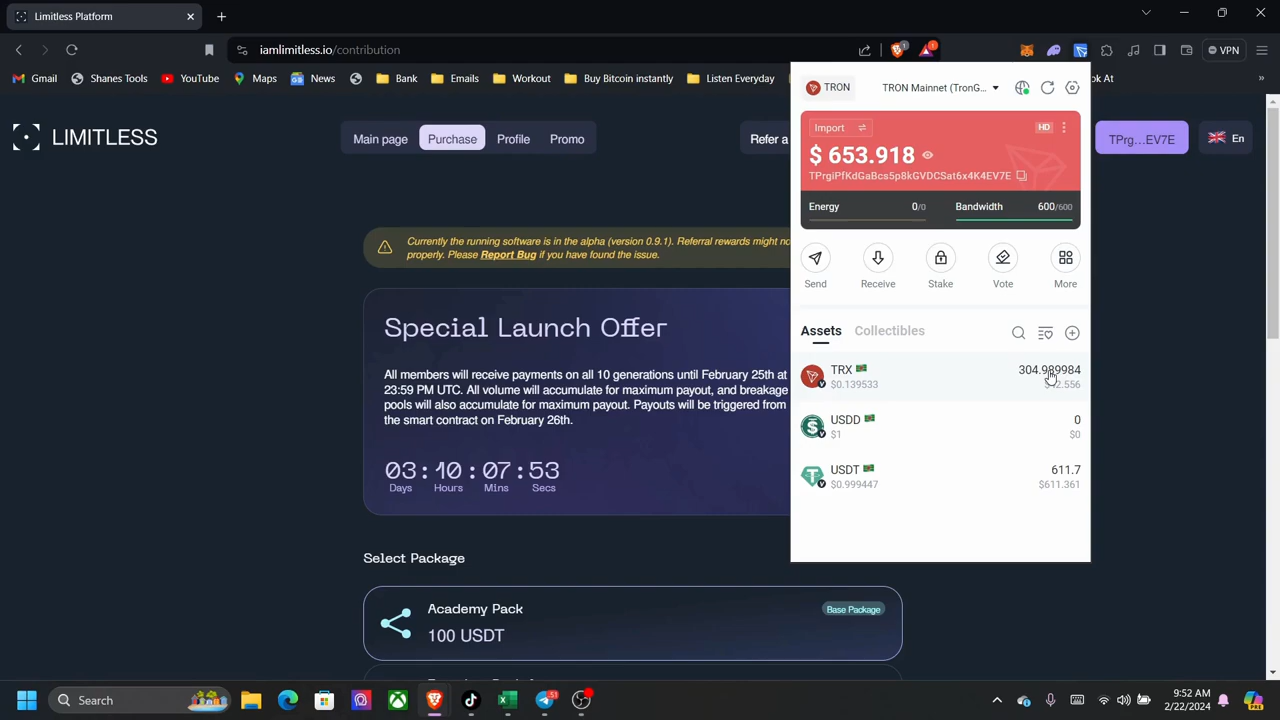 Limitless Platform
iamlimitless.io/contribution
VPN
Gmail
Shanes Tools
YouTube
Maps
News
Bank
Emails
Workout
Buy Bitcoin instantly
Listen Everyday
ok At
»
LIMITLESS
Main page
Purchase
Profile
Promo
Refer a
TPrg...EV7E
En
Currently the running software is in the alpha (version 0.9.1). Referral rewards might no
properly. Please Report Bug if you have found the issue.
Special Launch Offer
All members will receive payments on all 10 generations until February 25th at
23:59 PM UTC. All volume will accumulate for maximum payout, and breakage
pools will also accumulate for maximum payout. Payouts will be triggered from
the smart contract on February 26th.
03:10:07:53
Days Hours Mins Secs
Select Package
Academy Pack
Base Package
100 USDT
TRON
TRON Mainnet (TronG...
Import
HD
$ 653.918
TPrgiPfKdGaBcs5p8kGVDCSat6x4K4EV7E
Energy 0/0
Bandwidth 600/600
Send
Receive
Stake
Vote
More
Assets
Collectibles
TRX 304.989984
$0.139533
USDD 0
$1 $0
USDT 611.7
$0.999447 $611.361
Search
51
9:52 AM
2/22/2024